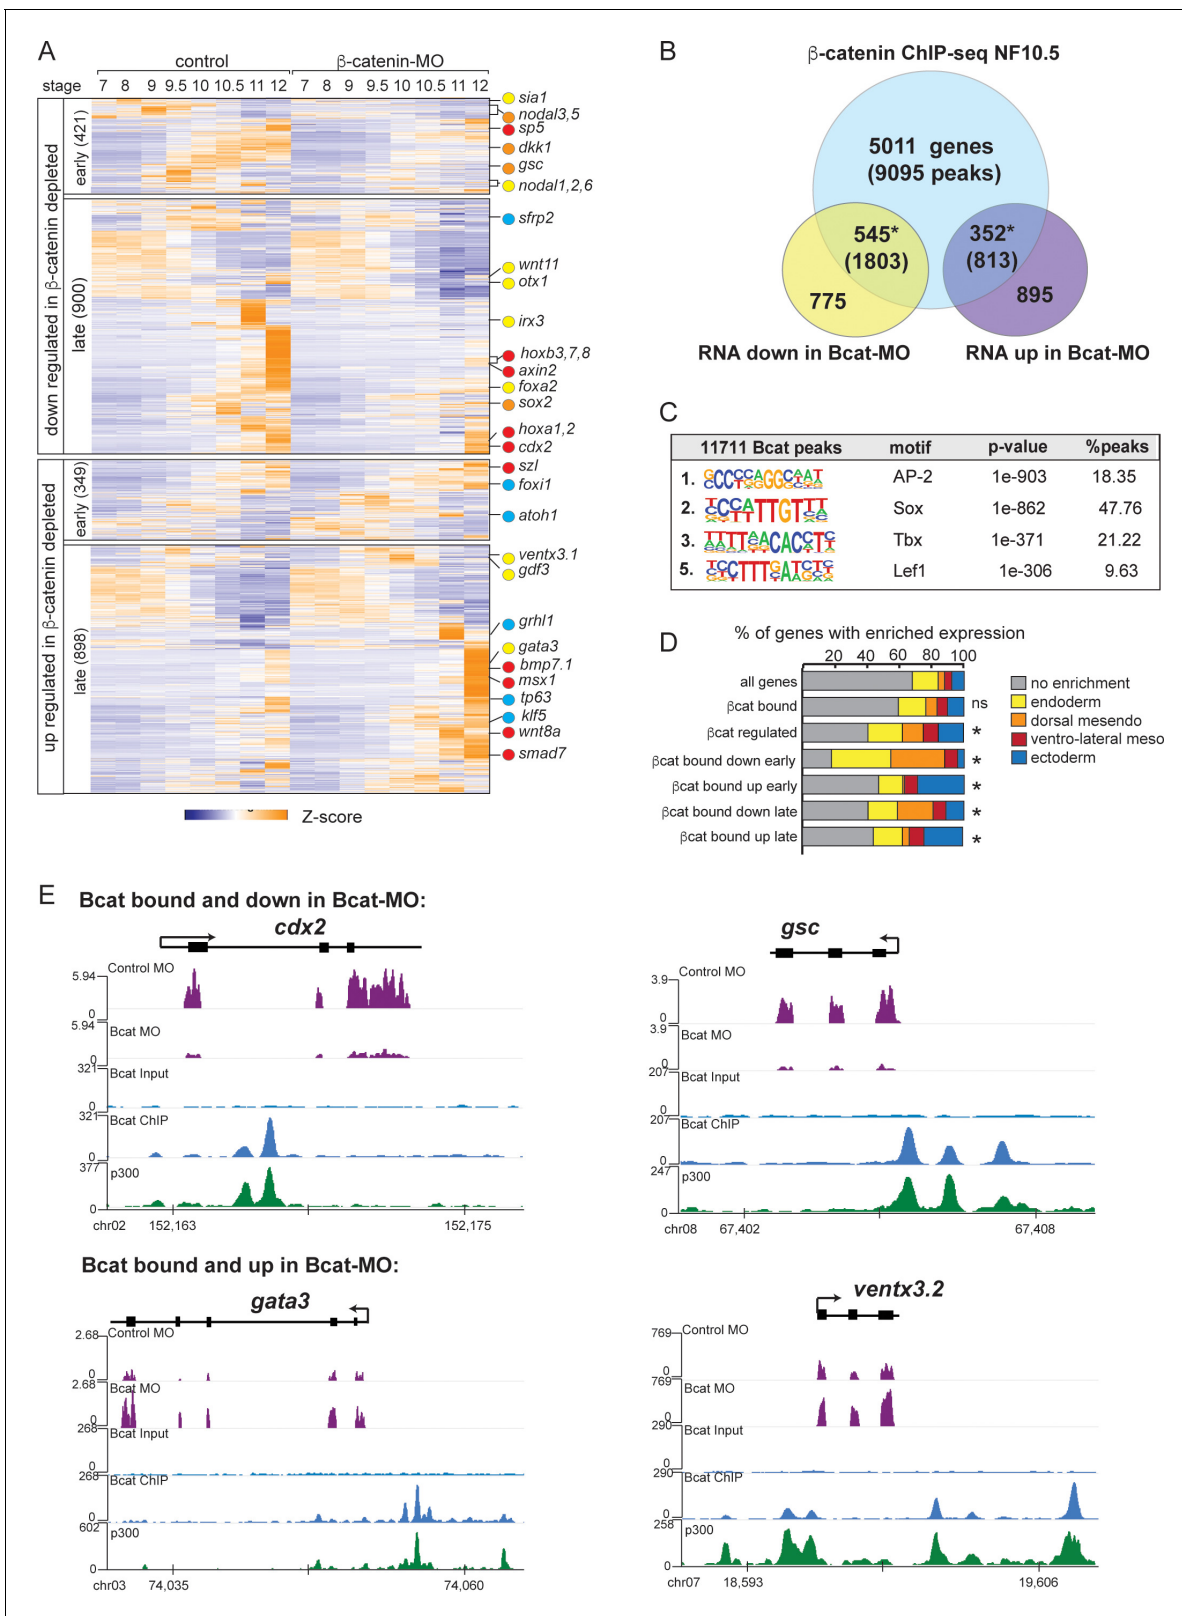 A
control β-catenin-MO
stage 7 8 9 9.5 10 10.5 11 12 7 8 9 9.5 10 10.5 11 12
down regulated in β-catenin depleted
early (421)
late (900)
up regulated in β-catenin depleted
early (349)
late (898)
sia1
nodal3,5
sp5
dkk1
gsc
nodal1,2,6
sfrp2
wnt11
otx1
irx3
hoxb3,7,8
axin2
foxa2
sox2
hoxa1,2
cdx2
szl
foxi1
atoh1
ventx3.1
gdf3
grhl1
gata3
bmp7.1
msx1
tp63
klf5
wnt8a
smad7
Z-score
B
β-catenin ChIP-seq NF10.5
5011 genes
(9095 peaks)
545* 352*
(1803) (813)
775 895
RNA down in Bcat-MO RNA up in Bcat-MO
C
11711 Bcat peaks motif p-value %peaks
1. AP-2 1e-903 18.35
2. Sox 1e-862 47.76
3. Tbx 1e-371 21.22
5. Lef1 1e-306 9.63
D
% of genes with enriched expression
20 40 60 80 100
all genes
βcat bound ns
βcat regulated *
βcat bound down early *
βcat bound up early *
βcat bound down late *
βcat bound up late *
no enrichment
endoderm
dorsal mesendo
ventro-lateral meso
ectoderm
E
Bcat bound and down in Bcat-MO:
cdx2
Control MO
5.94
0
Bcat MO
5.94
0
Bcat Input
321
0
Bcat ChIP
321
0
p300
377
0
chr02 152,163 152,175
gsc
Control MO
3.9
0
Bcat MO
3.9
0
Bcat Input
207
0
Bcat ChIP
207
0
p300
247
0
chr08 67,402 67,408
Bcat bound and up in Bcat-MO:
gata3
Control MO
2.68
0
Bcat MO
2.68
0
Bcat Input
268
0
Bcat ChIP
268
0
p300
602
0
chr03 74,035 74,060
ventx3.2
Control MO
769
0
Bcat MO
769
0
Bcat Input
290
0
Bcat ChIP
290
0
p300
258
0
chr07 18,593 19,606